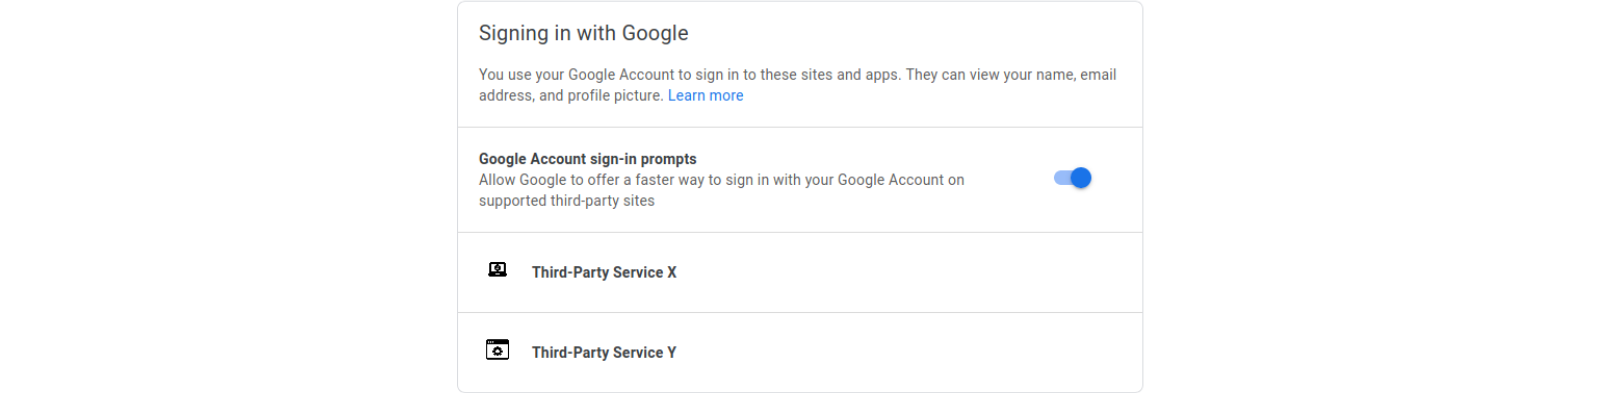 Signing in with Google
You use your Google Account to sign in to these sites and apps. They can view your name, email
address, and profile picture. Learn more
Google Account sign-in prompts
Allow Google to offer a faster way to sign in with your Google Account on
supported third-party sites
Third-Party Service X
Third-Party Service Y